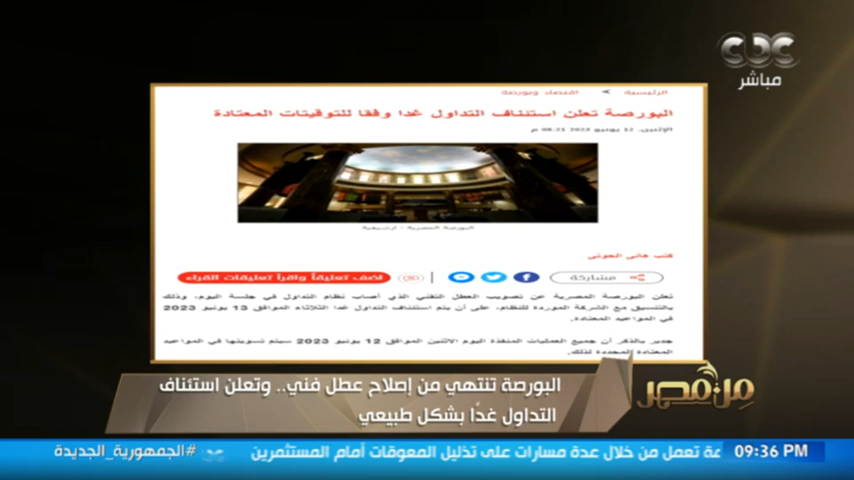 cbc
مباشر
الرئيسية > اقتصاد وبورصة
البورصة تعلن استئناف التداول غدا وفقا للتوقيتات المعتادة
الإثنين، 12 يونيو 2023 08:21 م
البورصة المصرية - أرشيفية
كتب هانى الحوتى
مشاركة
اضف تعليقاً واقرأ تعليقات القراء
تعلن البورصة المصرية عن تصويب العطل التقني الذي أصاب نظام التداول في جلسة اليوم، وذلك
بالتنسيق مع الشركة الموردة للنظام، على أن يتم استئناف التداول غدا الثلاثاء الموافق 13 يونيو 2023
في المواعيد المعتادة.
جدير بالذكر أن جميع العمليات المنفذة اليوم الاثنين الموافق 12 يونيو 2023 سيتم تسويتها في المواعيد
المعتادة المحددة لذلك.
البورصة تنتهي من إصلاح عطل فني.. وتعلن استئناف
التداول غدًا بشكل طبيعي
من مصر
09:36 PM
عة تعمل من خلال عدة مسارات على تذليل المعوقات أمام المستثمرين
#الجمهورية_الجديدة